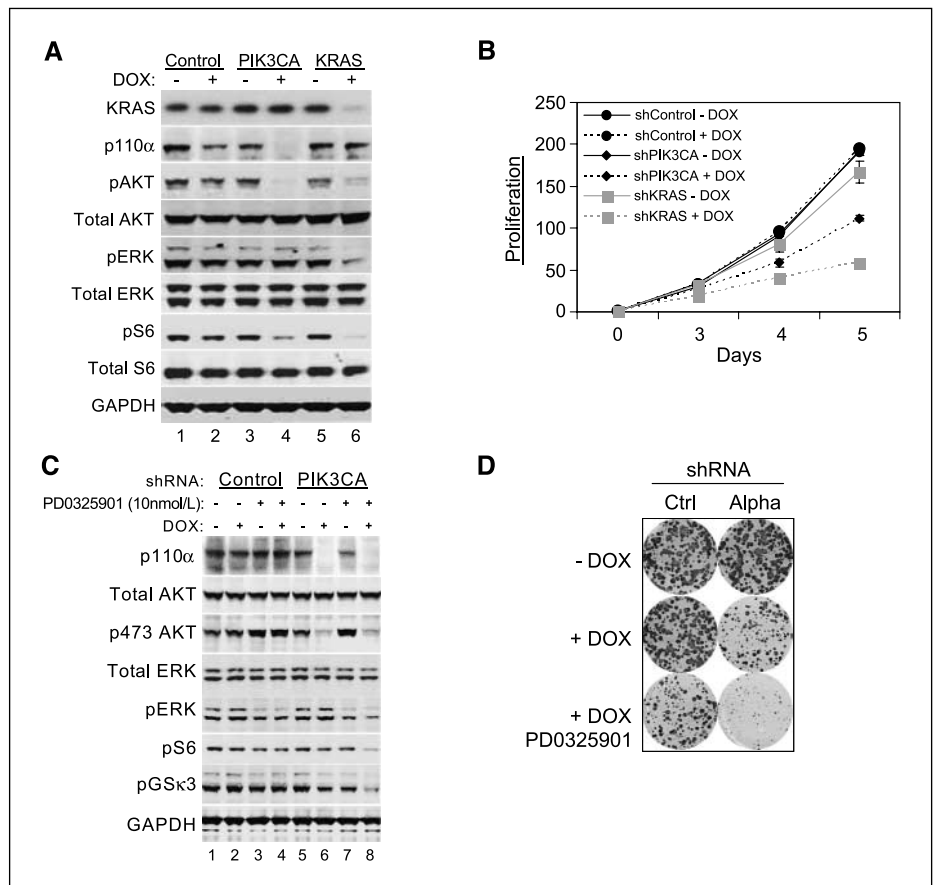 A
Control PIK3CA KRAS
DOX: - + - + - +
KRAS
p110α
pAKT
Total AKT
pERK
Total ERK
pS6
Total S6
GAPDH
1 2 3 4 5 6
B
250
200
150
100
50
0
Proliferation
shControl - DOX
shControl + DOX
shPIK3CA - DOX
shPIK3CA + DOX
shKRAS - DOX
shKRAS + DOX
0 3 4 5
Days
C
shRNA: Control PIK3CA
PD0325901 (10nmol/L): - - + + - - + +
DOX: - + - + - + - +
p110α
Total AKT
p473 AKT
Total ERK
pERK
pS6
pGSκ3
GAPDH
1 2 3 4 5 6 7 8
D
shRNA
Ctrl Alpha
- DOX
+ DOX
+ DOX
PD0325901